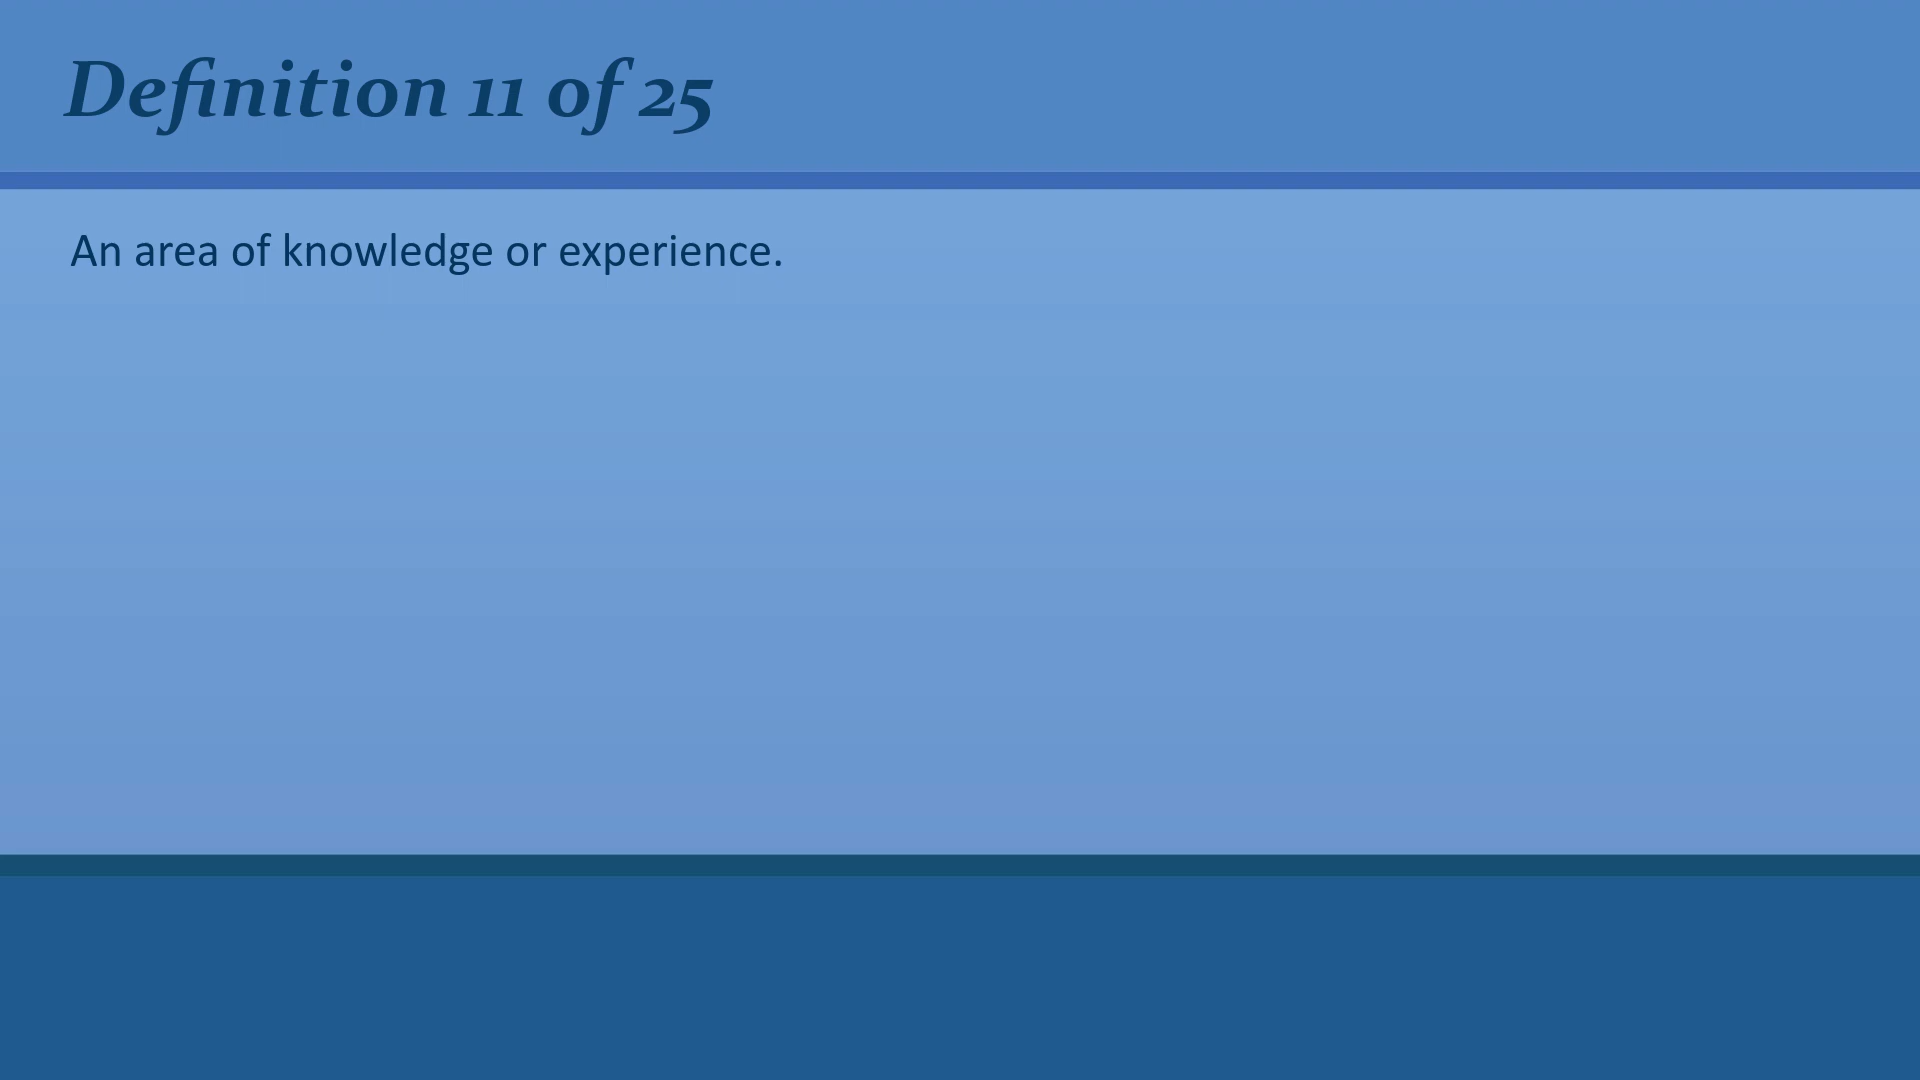 Definition 11 of 25
An area of knowledge or experience.